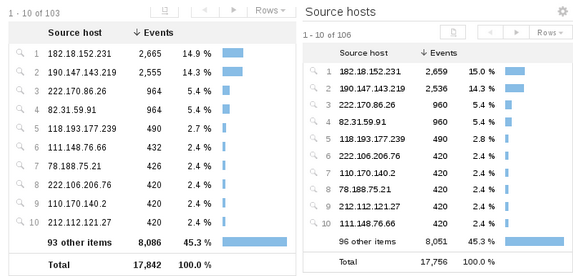 1 - 10 of 103
Rows
Source host Events
1 182.18.152.231 2,665 14.9 %
2 190.147.143.219 2,555 14.3 %
3 222.170.86.26 964 5.4 %
4 82.31.59.91 964 5.4 %
5 118.193.177.239 490 2.7 %
6 111.148.76.66 432 2.4 %
7 78.188.75.21 426 2.4 %
8 222.106.206.76 420 2.4 %
9 110.170.140.2 420 2.4 %
10 212.112.121.27 420 2.4 %
93 other items 8,086 45.3 %
Total 17,842 100.0 %
Source hosts
1 - 10 of 106
Rows
Source host Events
1 182.18.152.231 2,659 15.0 %
2 190.147.143.219 2,536 14.3 %
3 222.170.86.26 960 5.4 %
4 82.31.59.91 960 5.4 %
5 118.193.177.239 490 2.8 %
6 222.106.206.76 420 2.4 %
7 110.170.140.2 420 2.4 %
8 78.188.75.21 420 2.4 %
9 212.112.121.27 420 2.4 %
10 111.148.76.66 420 2.4 %
96 other items 8,051 45.3 %
Total 17,756 100.0 %